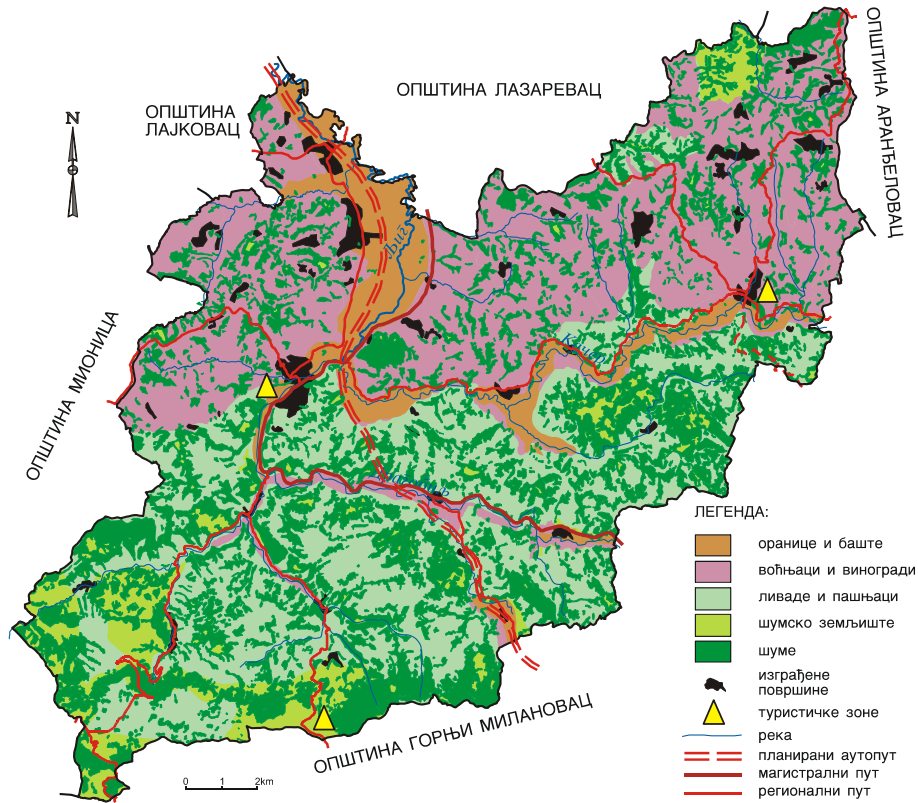 ОПШТИНА ЛАЗАРЕВАЦ
ОПШТИНА
ЛАЈКОВАЦ
ОПШТИНА АРАНЂЕЛОВАЦ
N
Љиг
ОПШТИНА МИОНИЦА
ОПШТИНА ГОРЊИ МИЛАНОВАЦ
0 1 2km
ЛЕГЕНДА:
оранице и баште
воћњаци и виногради
ливаде и пашњаци
шумско земљиште
шуме
изграђене
површине
туристичке зоне
река
планирани аутопут
магистрални пут
регионални пут